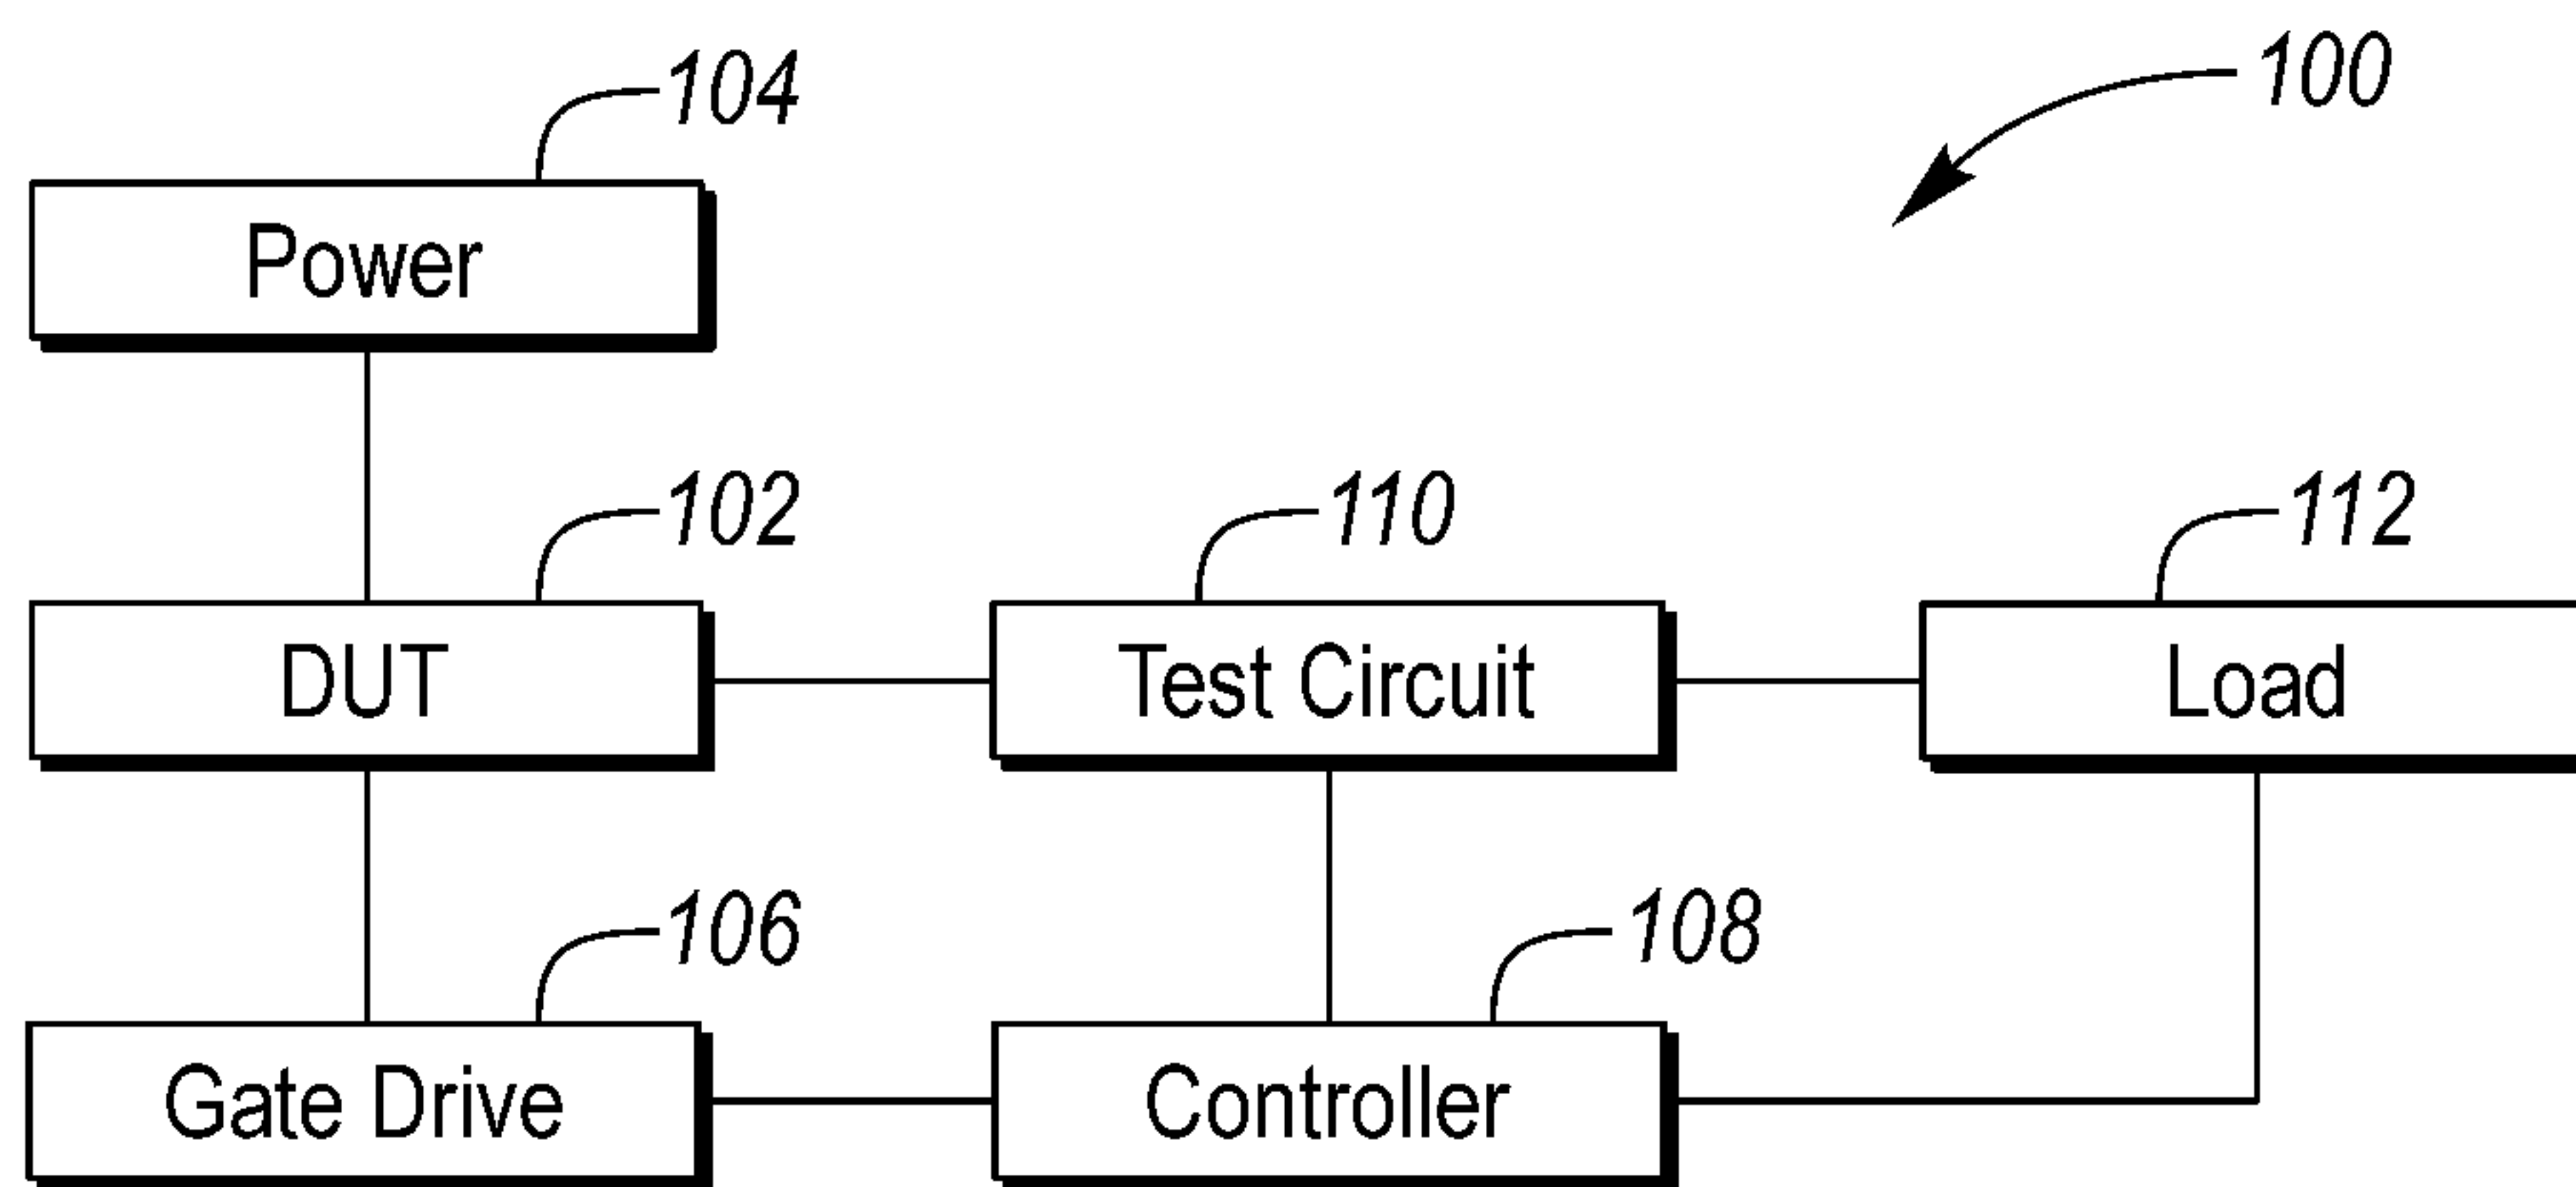 104
100
Power
102
110
112
DUT
Test Circuit
Load
106
108
Gate Drive
Controller